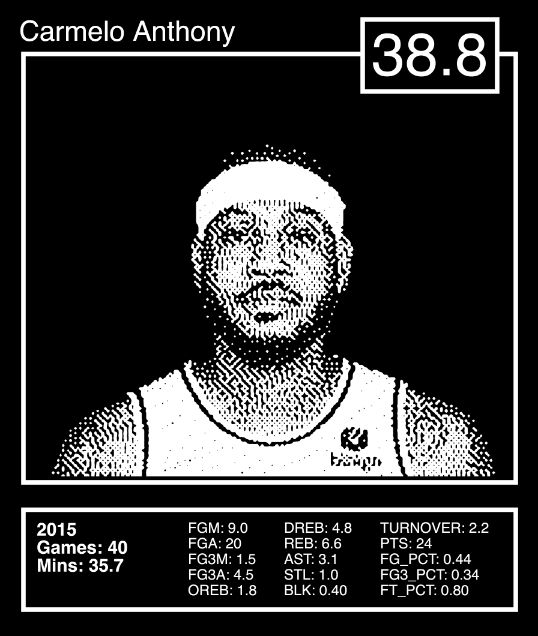 Carmelo Anthony
38.8
2015
Games: 40
Mins: 35.7
FGM: 9.0
FGA: 20
FG3M: 1.5
FG3A: 4.5
OREB: 1.8
DREB: 4.8
REB: 6.6
AST: 3.1
STL: 1.0
BLK: 0.40
TURNOVER: 2.2
PTS: 24
FG_PCT: 0.44
FG3_PCT: 0.34
FT_PCT: 0.80